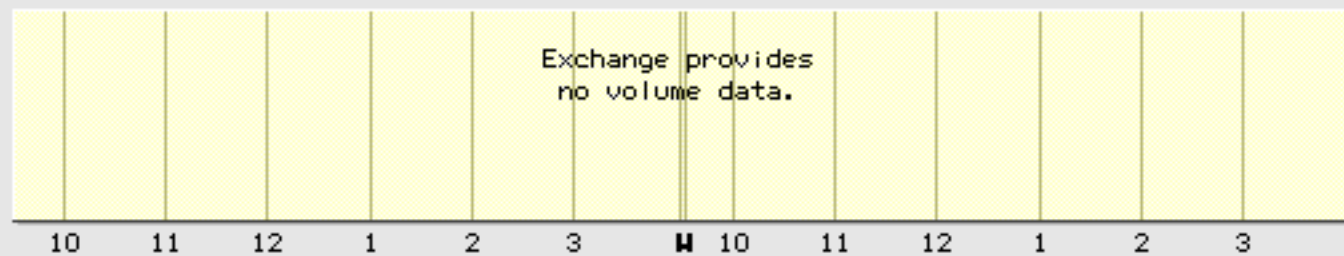 Exchange provides
no volume data.
10 11 12 1 2 3 W 10 11 12 1 2 3